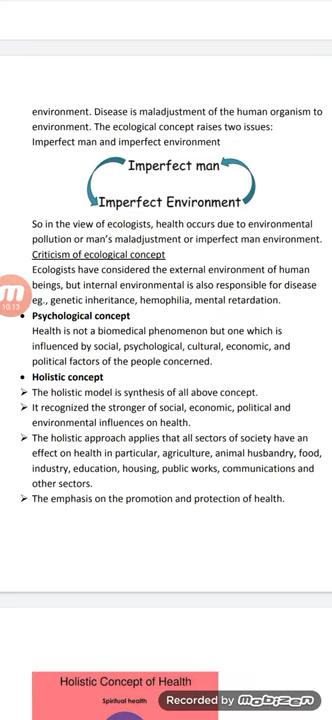 environment. Disease is maladjustment of the human organism to
environment. The ecological concept raises two issues:
Imperfect man and imperfect environment
Imperfect man
Imperfect Environment
So in the view of ecologists, health occurs due to environmental
pollution or man's maladjustment or imperfect man environment.
Criticism of ecological concept
Ecologists have considered the external environment of human
beings, but internal environmental is also responsible for disease
eg., genetic inheritance, hemophilia, mental retardation.
10:13
• Psychological concept
Health is not a biomedical phenomenon but one which is
influenced by social, psychological, cultural, economic, and
political factors of the people concerned.
• Holistic concept
➢ The holistic model is synthesis of all above concept.
➢ It recognized the stronger of social, economic, political and
environmental influences on health.
➢ The holistic approach applies that all sectors of society have an
effect on health in particular, agriculture, animal husbandry, food,
industry, education, housing, public works, communications and
other sectors.
➢ The emphasis on the promotion and protection of health.
Holistic Concept of Health
Spiritual health
Recorded by mobizen